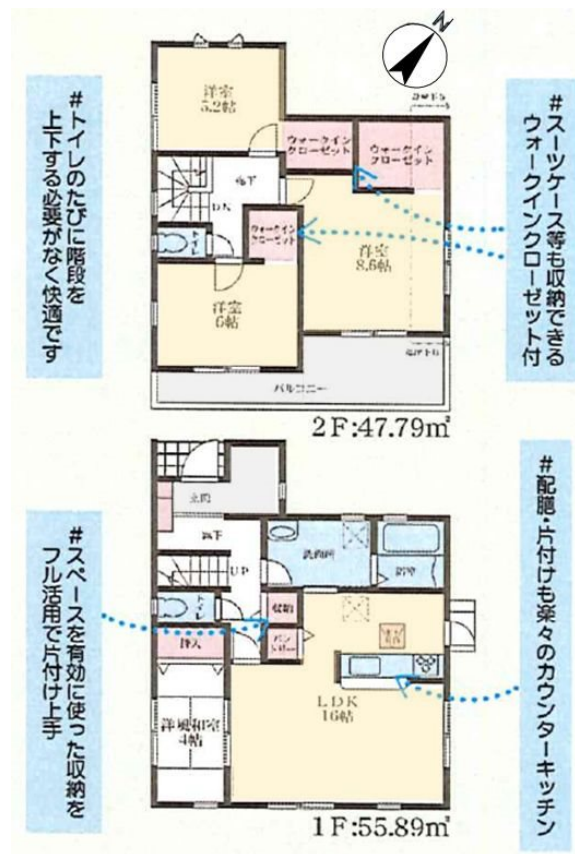 N
洋室
5.2帖
ウォークイン
クローゼット
ウォークイン
クローゼット
廊下
DN
トイレ
ウォークイン
クローゼット
洋室
8.6帖
洋室
6帖
バルコニー
2F:47.79㎡
#トイレのたびに階段を
上下する必要がなく快適です
#スーツケース等も収納できる
ウォークインクローゼット付
玄関
廊下
洗面所
浴室
UP
トイレ
収納
押入
LDK
16帖
洋風和室
4帖
1F:55.89㎡
#スペースを有効に使った収納を
フル活用で片付け上手
#配膳・片付けも楽々のカウンターキッチン